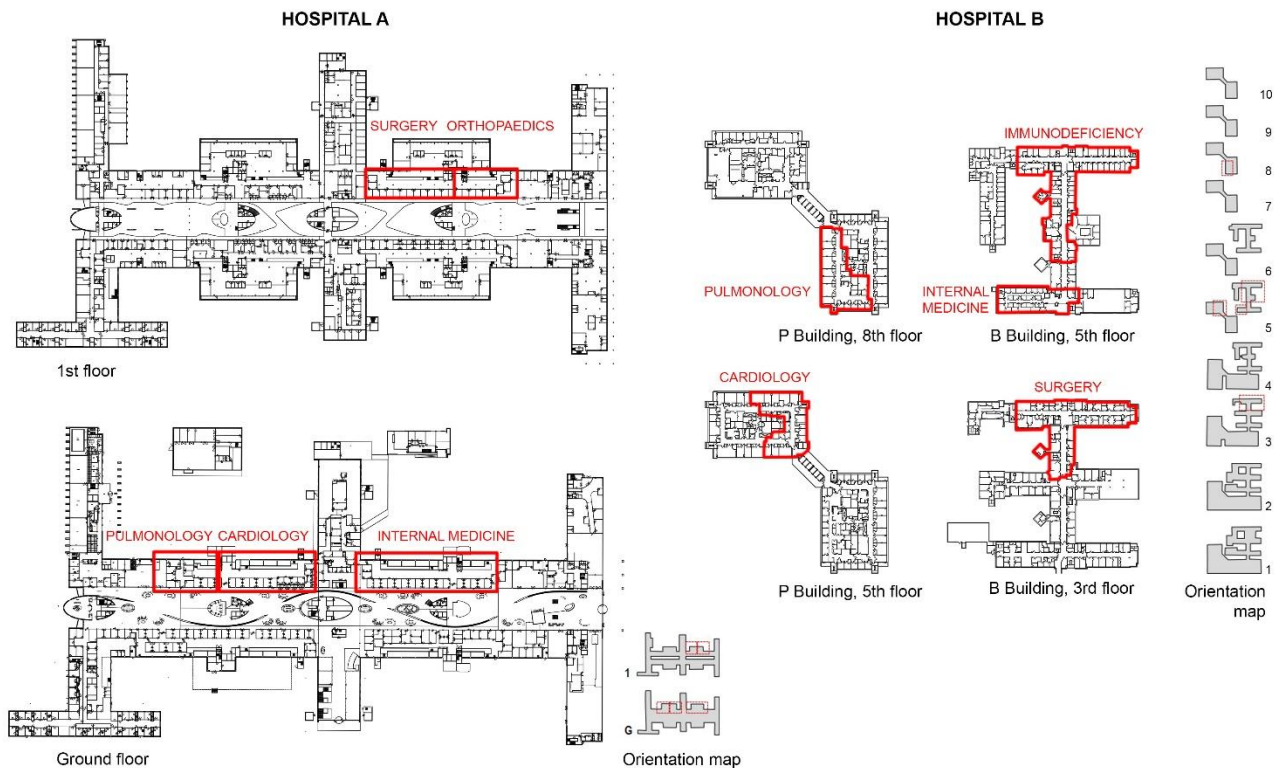 HOSPITAL A
SURGERY ORTHOPAEDICS
1st floor
PULMONOLOGY CARDIOLOGY INTERNAL MEDICINE
Ground floor
1
G
Orientation map
HOSPITAL B
PULMONOLOGY
P Building, 8th floor
IMMUNODEFICIENCY
INTERNAL
MEDICINE
B Building, 5th floor
CARDIOLOGY
P Building, 5th floor
SURGERY
B Building, 3rd floor
10
9
8
7
6
5
4
3
2
1
Orientation
map